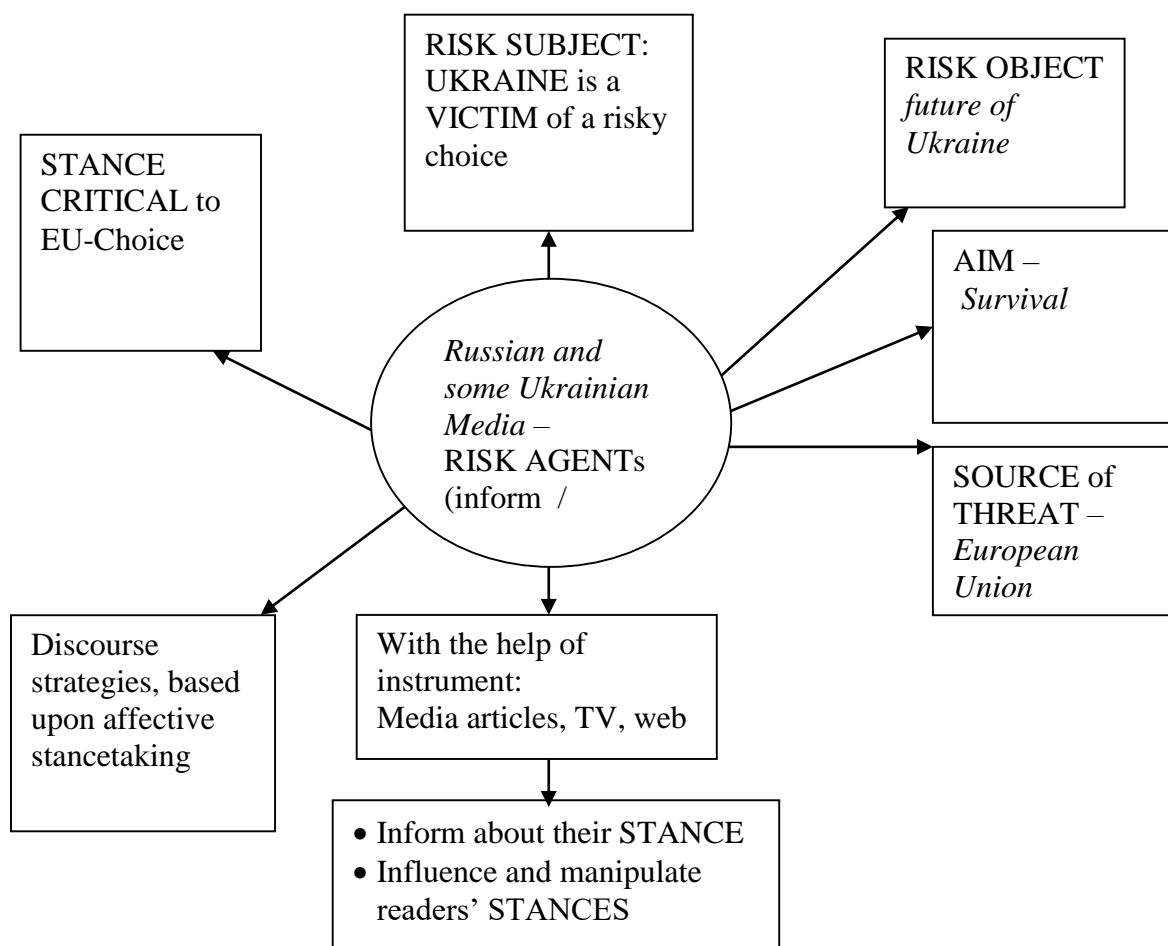 RISK SUBJECT:
UKRAINE is a
VICTIM of a risky
choice
RISK OBJECT
future of
Ukraine
STANCE
CRITICAL to
EU-Choice
AIM –
Survival
Russian and
some Ukrainian
Media –
RISK AGENTs
(inform /
SOURCE of
THREAT –
European
Union
Discourse
strategies, based
upon affective
stancetaking
With the help of
instrument:
Media articles, TV, web
• Inform about their STANCE
• Influence and manipulate
readers’ STANCES